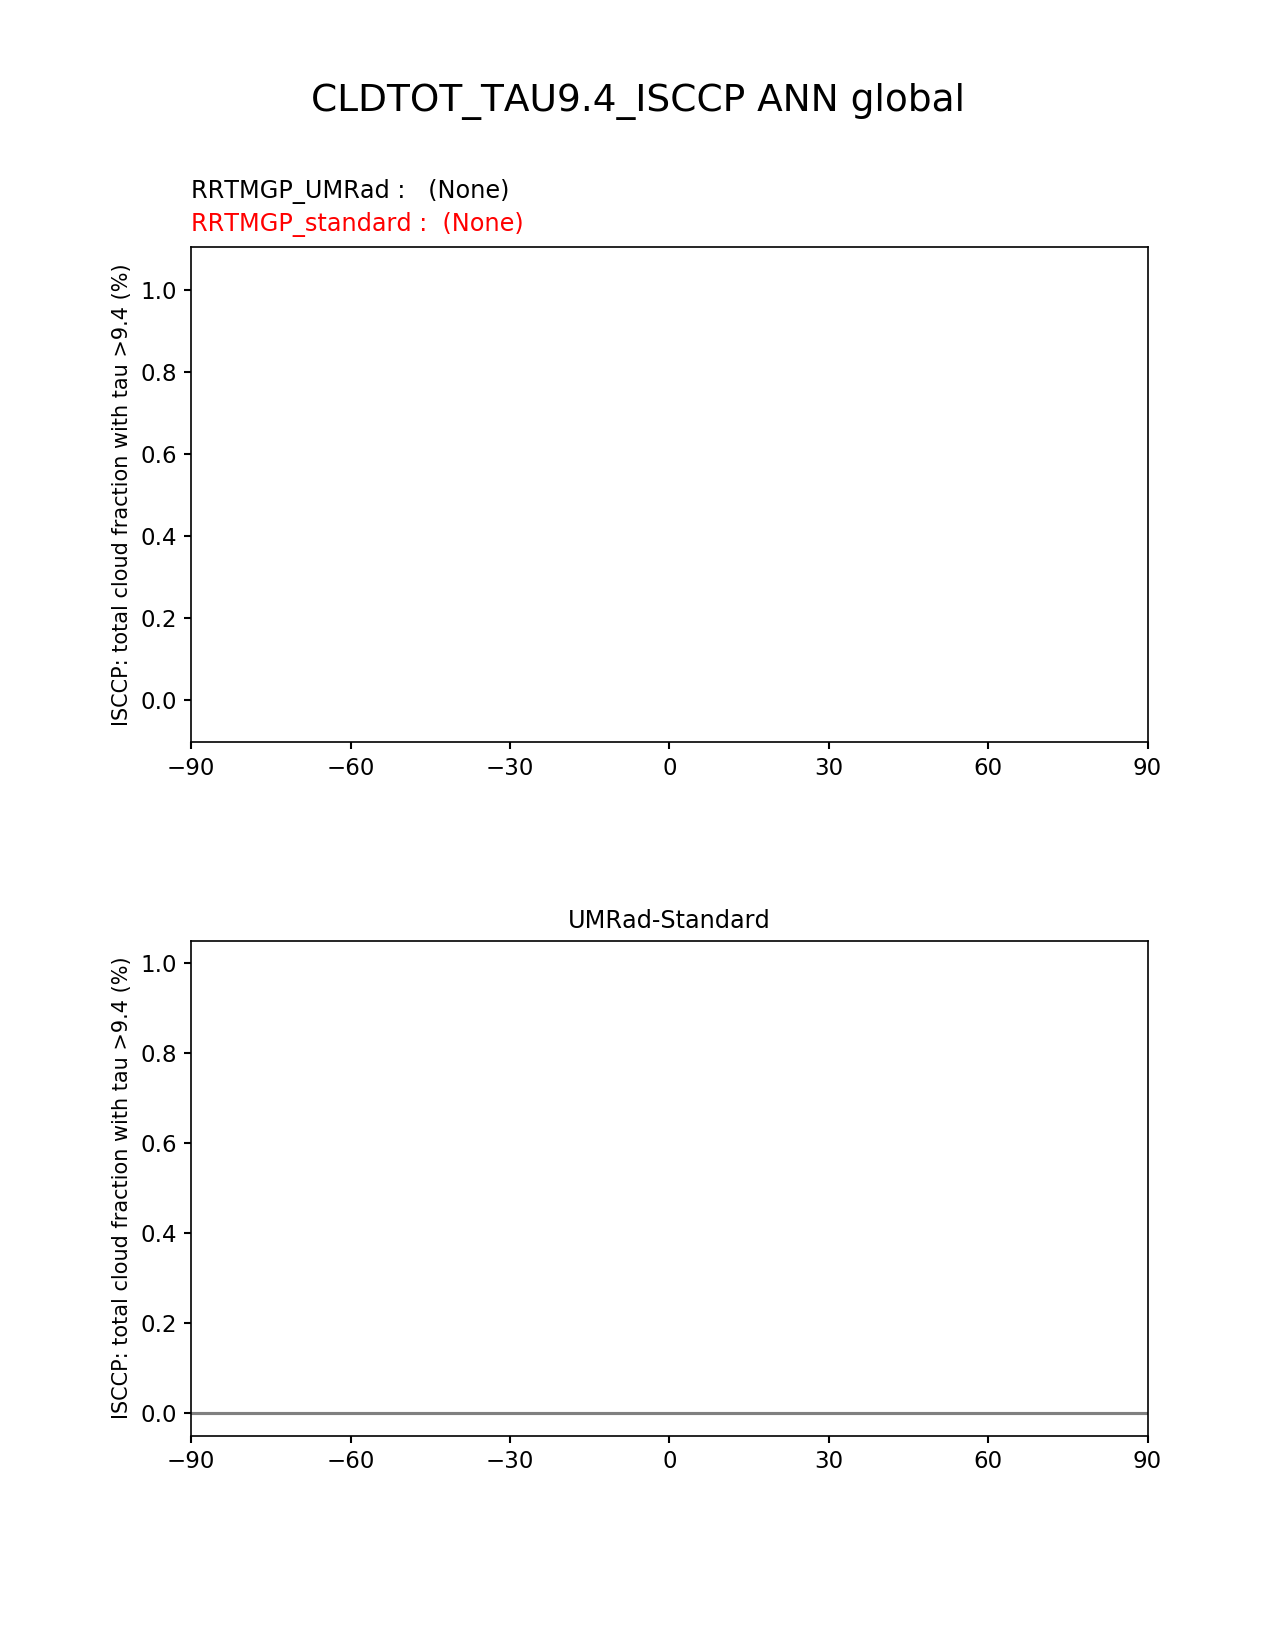 CLDTOT_TAU9.4_ISCCP ANN global
RRTMGP_UMRad :   (None)
RRTMGP_standard :  (None)
ISCCP: total cloud fraction with tau >9.4 (%)
1.0
0.8
0.6
0.4
0.2
0.0
−90 −60 −30 0 30 60 90
UMRad-Standard
ISCCP: total cloud fraction with tau >9.4 (%)
1.0
0.8
0.6
0.4
0.2
0.0
−90 −60 −30 0 30 60 90